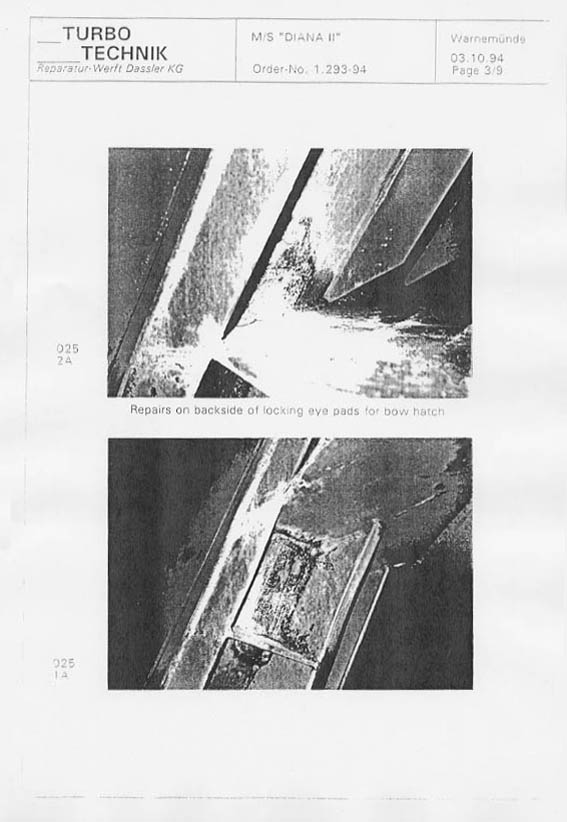 TURBO
TECHNIK
Reparatur-Werft Dassler KG
M/S "DIANA II"
Order-No. 1.293-94
Warnemünde
03.10.94
Page 3/9
025
2A
Repairs on backside of locking eye pads for bow hatch
025
1A